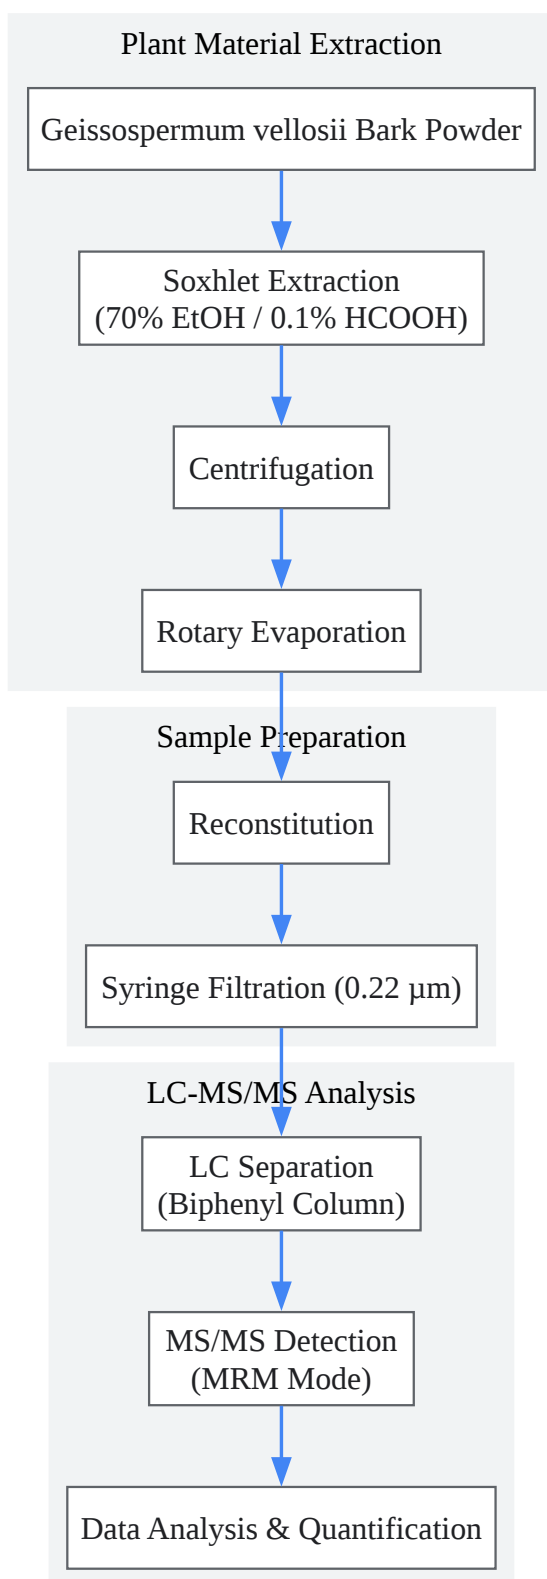 Plant Material Extraction
Geissospermum vellosii Bark Powder
Soxhlet Extraction
(70% EtOH / 0.1% HCOOH)
Centrifugation
Rotary Evaporation
Sample Preparation
Reconstitution
Syringe Filtration (0.22 µm)
LC-MS/MS Analysis
LC Separation
(Biphenyl Column)
MS/MS Detection
(MRM Mode)
Data Analysis & Quantification